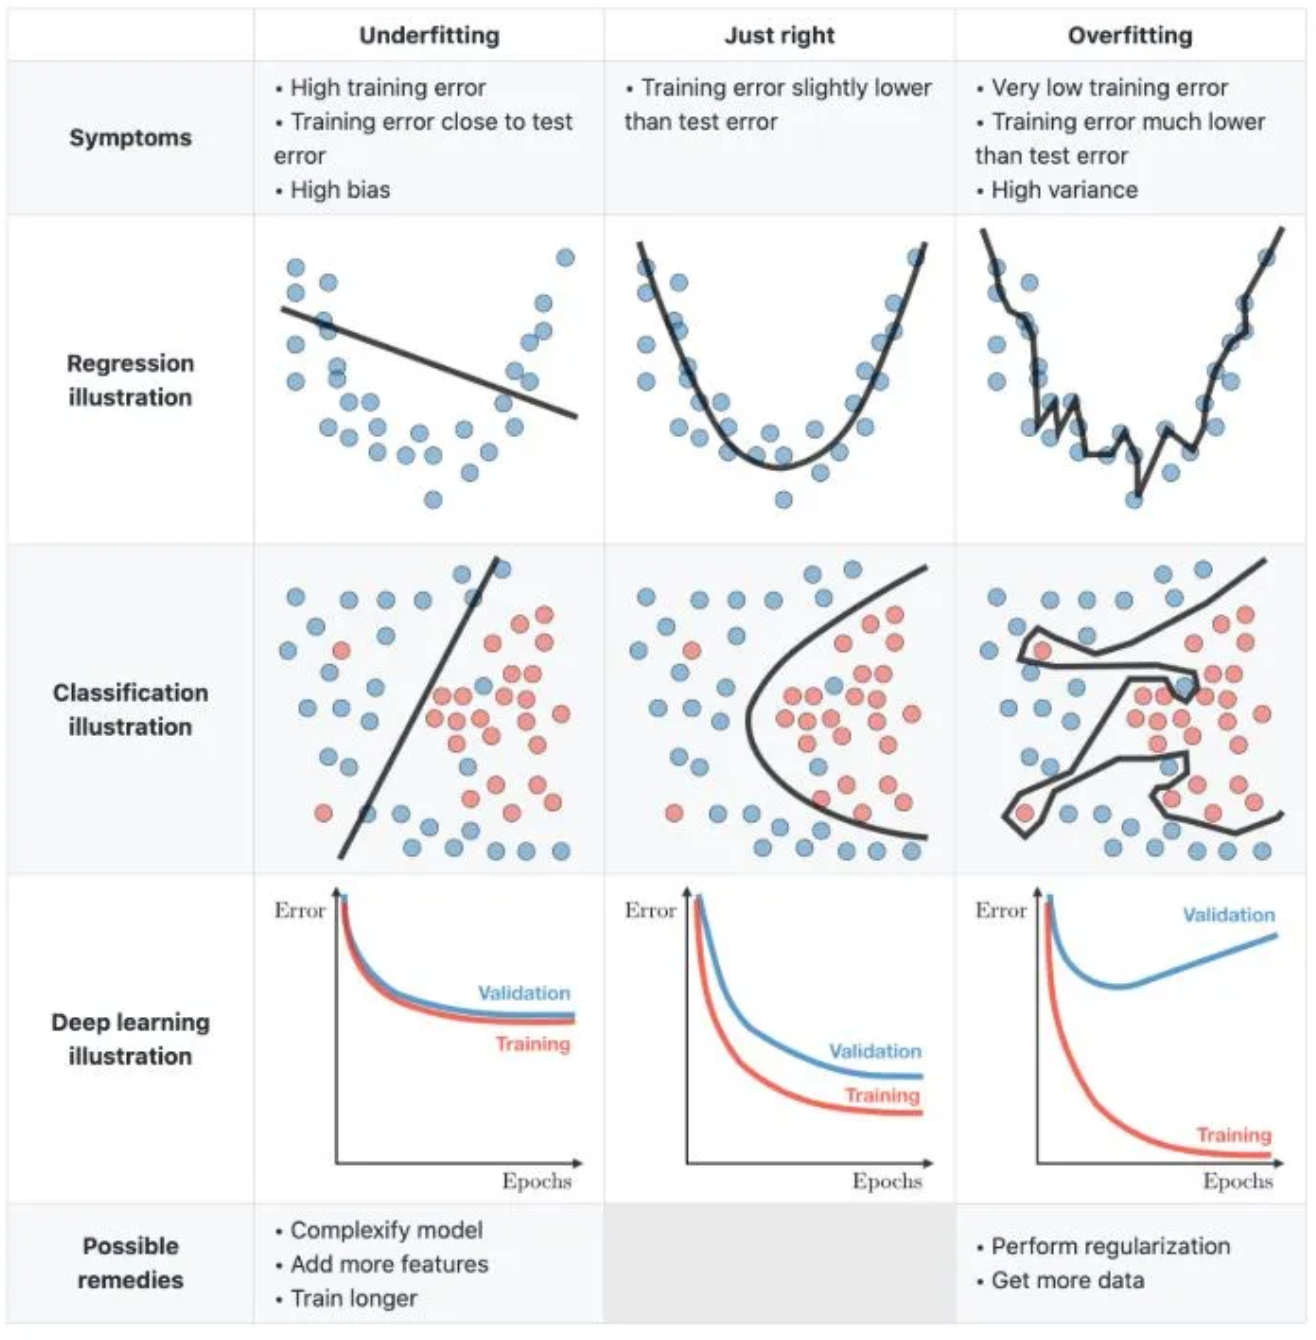 Underfitting
Just right
Overfitting
Symptoms
• High training error
• Training error close to test
error
• High bias
• Training error slightly lower
than test error
• Very low training error
• Training error much lower
than test error
• High variance
Regression
illustration
Classification
illustration
Deep learning
illustration
Error
Validation
Training
Epochs
Error
Validation
Training
Epochs
Error
Validation
Training
Epochs
Possible
remedies
• Complexify model
• Add more features
• Train longer
• Perform regularization
• Get more data